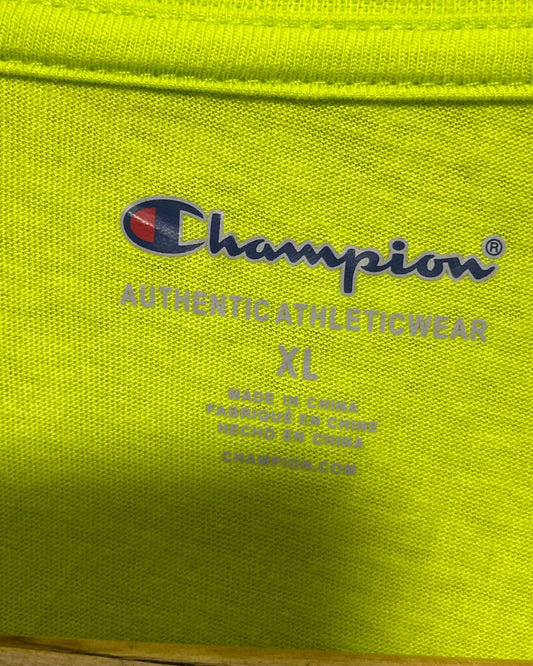 Champion®
AUTHENTIC ATHLETICWEAR
XL
MADE IN CHINA
FABRIQUÉ EN CHINE
HECHO EN CHINA
CHAMPION.COM